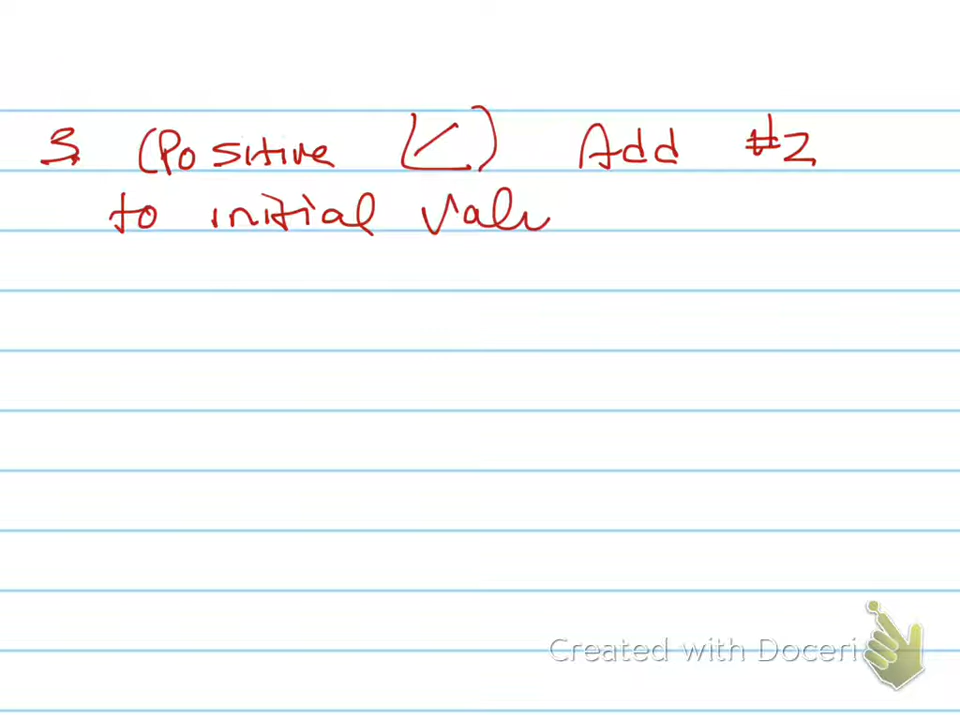 3. (Positive ) Add #2
to initial valu
Created with Doceri